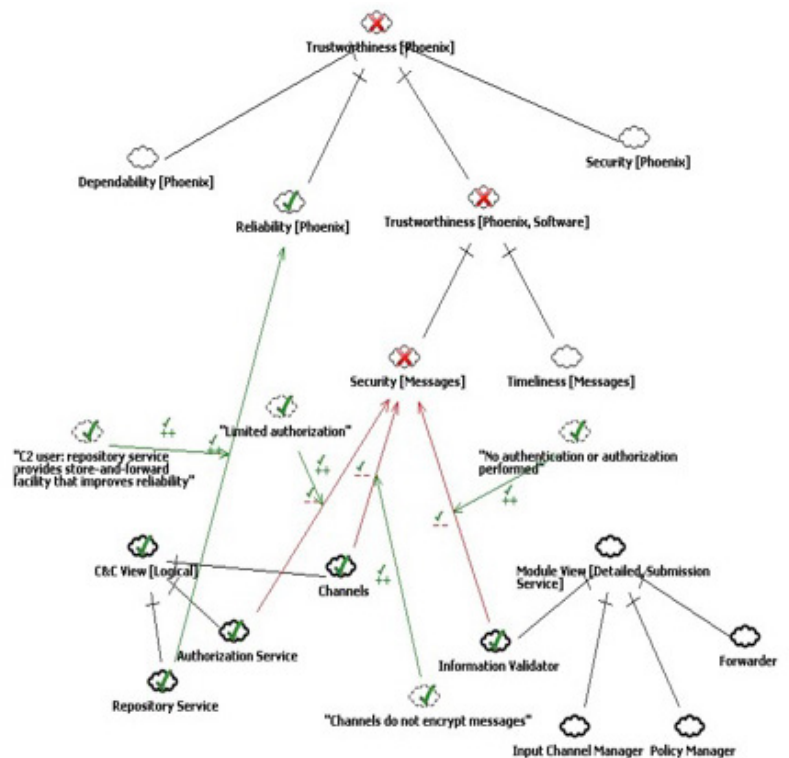 Trustworthiness [Phoenix]
Dependability [Phoenix]
Security [Phoenix]
Reliability [Phoenix]
Trustworthiness [Phoenix, Software]
Security [Messages]
Timeliness [Messages]
"Limited authorization"
"C2 user: repository service
provides store-and-forward
facility that improves reliability"
"No authentication or authorization
performed"
C&C View [Logical]
Channels
Module View [Detailed, Submission
Service]
Authorization Service
Information Validator
Forwarder
Repository Service
"Channels do not encrypt messages"
Input Channel Manager
Policy Manager